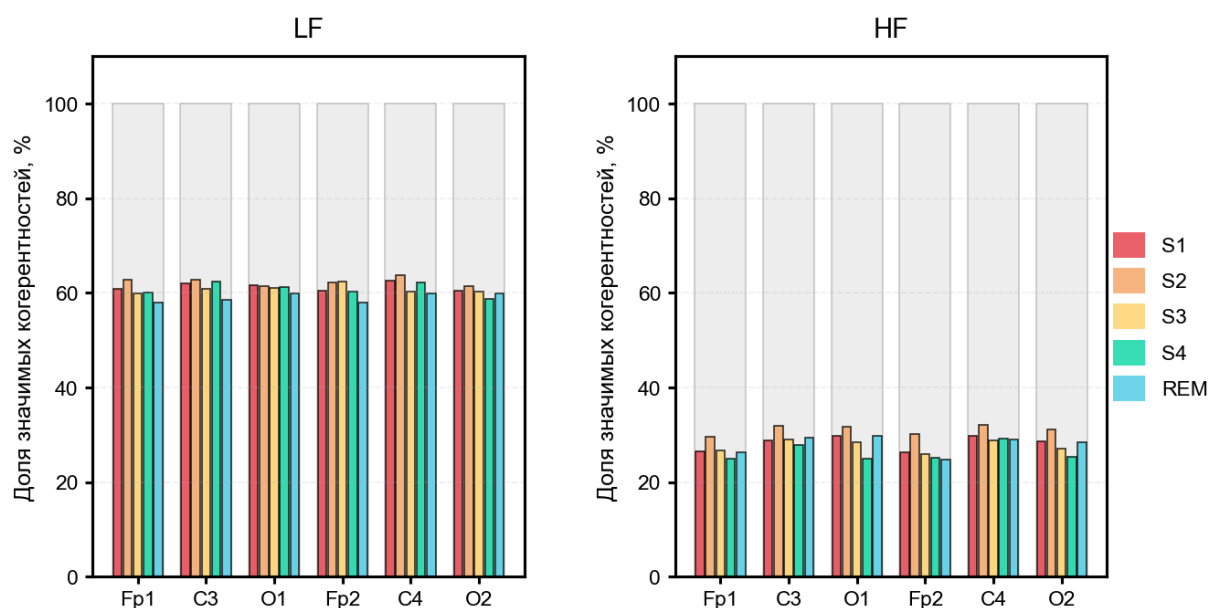 LF
Доля значимых когерентностей, %
100
80
60
40
20
0
Fp1 C3 O1 Fp2 C4 O2
HF
Доля значимых когерентностей, %
100
80
60
40
20
0
Fp1 C3 O1 Fp2 C4 O2
S1
S2
S3
S4
REM